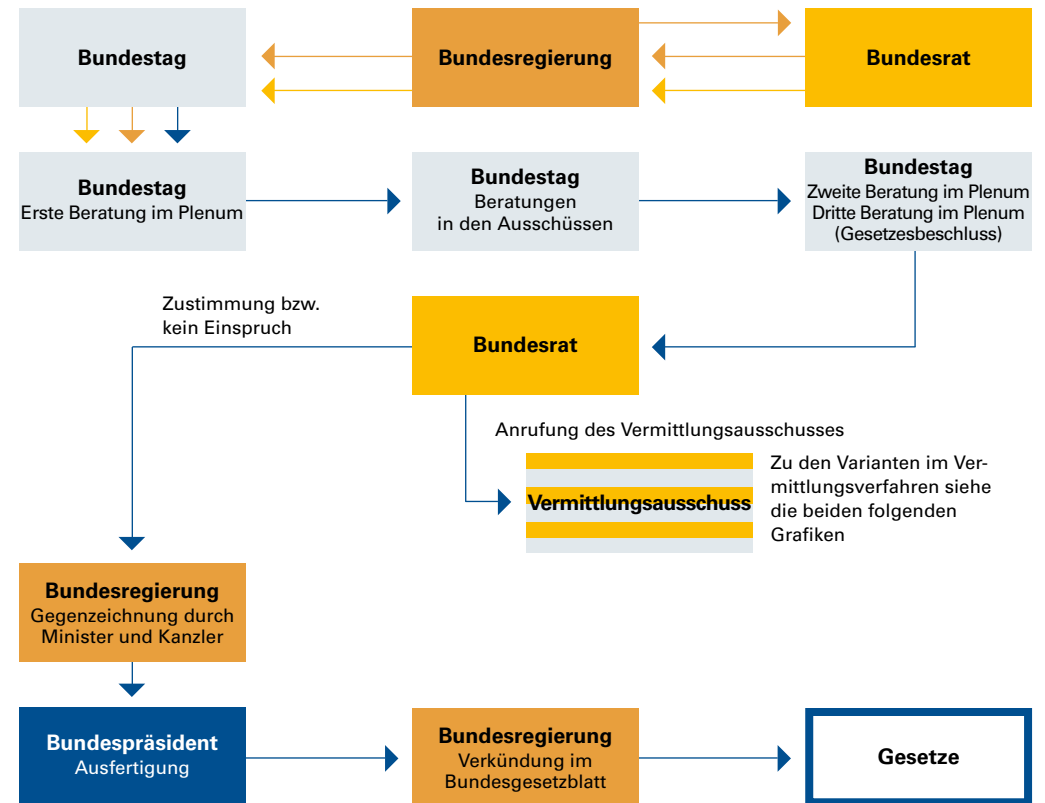 Bundestag
Bundesregierung
Bundesrat
Bundestag
Erste Beratung im Plenum
Bundestag
Beratungen
in den Ausschüssen
Bundestag
Zweite Beratung im Plenum
Dritte Beratung im Plenum
(Gesetzesbeschluss)
Zustimmung bzw.
kein Einspruch
Bundesrat
Anrufung des Vermittlungsausschusses
Vermittlungsausschuss
Zu den Varianten im Ver-
mittlungsverfahren siehe
die beiden folgenden
Grafiken
Bundesregierung
Gegenzeichnung durch
Minister und Kanzler
Bundespräsident
Ausfertigung
Bundesregierung
Verkündung im
Bundesgesetzblatt
Gesetze